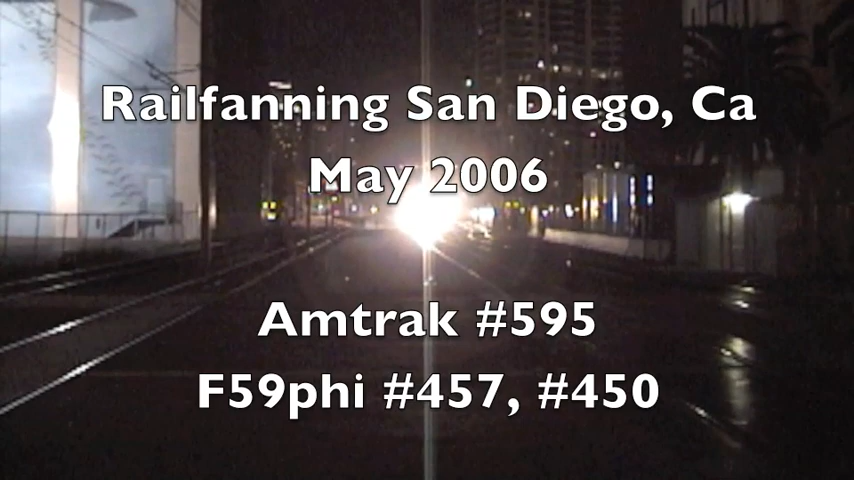 Railfanning San Diego, Ca
May 2006
Amtrak #595
F59phi #457, #450